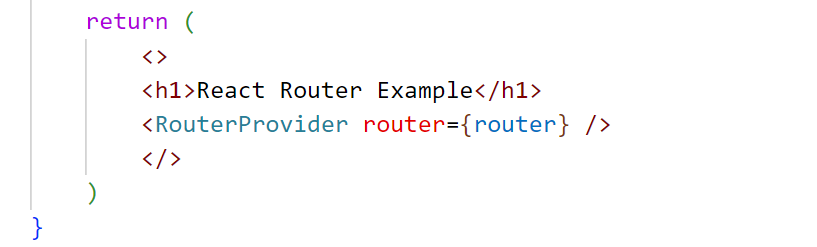 return (
<>
<h1>React Router Example</h1>
<RouterProvider router={router} />
</>
)
}